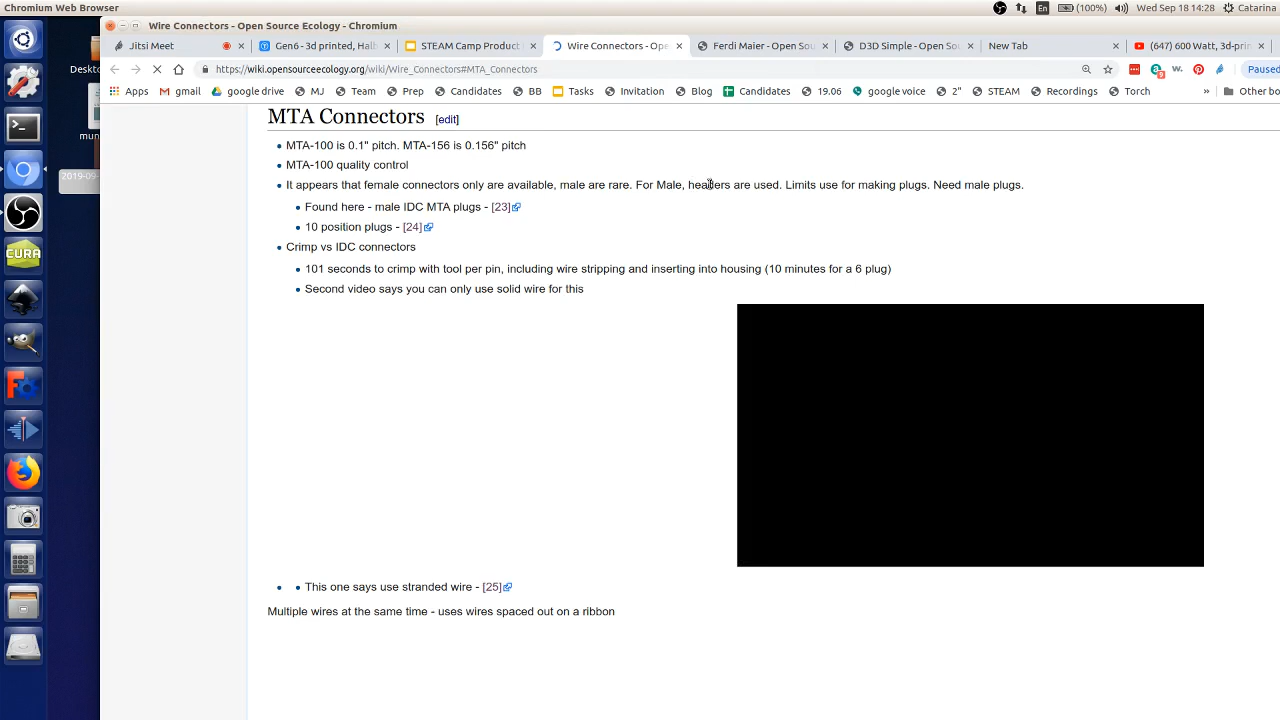 Chromium Web Browser
En
(100%)
Wed Sep 18 14:28
Catarina
Wire Connectors - Open Source Ecology - Chromium
Jitsi Meet
Gen6 - 3d printed, Halb
STEAM Camp Product
Wire Connectors - Ope
Ferdi Maier - Open Sou
D3D Simple - Open Sou
New Tab
(647) 600 Watt, 3d-prin
https://wiki.opensourceecology.org/wiki/Wire_Connectors#MTA_Connectors
9
w.
Paused
Apps
gmail
google drive
MJ
Team
Prep
Candidates
BB
Tasks
Invitation
Blog
Candidates
19.06
google voice
2"
STEAM
Recordings
Torch
»
Other bo
Deskto
mun
2019-09-
CURA
MTA Connectors [edit]
MTA-100 is 0.1" pitch. MTA-156 is 0.156" pitch
MTA-100 quality control
It appears that female connectors only are available, male are rare. For Male, headers are used. Limits use for making plugs. Need male plugs.
Found here - male IDC MTA plugs - [23]
10 position plugs - [24]
Crimp vs IDC connectors
101 seconds to crimp with tool per pin, including wire stripping and inserting into housing (10 minutes for a 6 plug)
Second video says you can only use solid wire for this
This one says use stranded wire - [25]
Multiple wires at the same time - uses wires spaced out on a ribbon